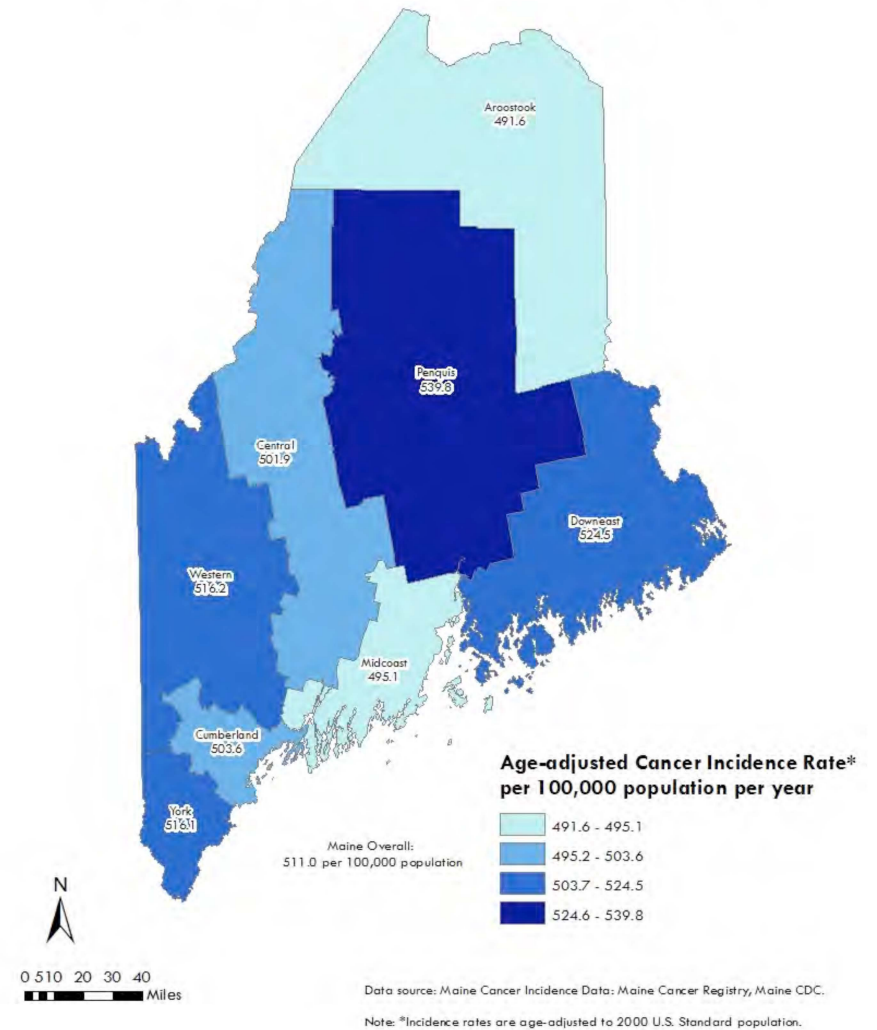 Aroostook
491.6
Penquis
539.8
Central
501.9
Downeast
524.5
Western
516.2
Midcoast
495.1
Cumberland
503.6
York
516.1
Age-adjusted Cancer Incidence Rate*
per 100,000 population per year
491.6 - 495.1
495.2 - 503.6
503.7 - 524.5
524.6 - 539.8
Maine Overall:
511.0 per 100,000 population
N
0 510 20 30 40
Miles
Data source: Maine Cancer Incidence Data: Maine Cancer Registry, Maine CDC.
Note: *Incidence rates are age-adjusted to 2000 U.S. Standard population.